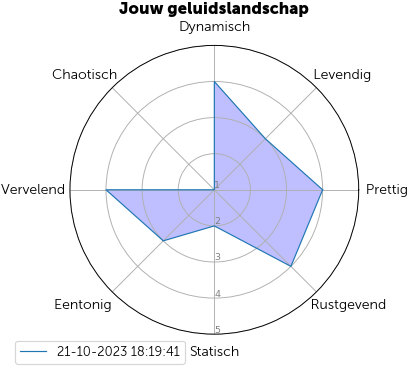 Jouw geluidslandschap
Dynamisch
Chaotisch
Levendig
Vervelend
1
Prettig
2
3
4
Eentonig
Rustgevend
5
21-10-2023 18:19:41
Statisch